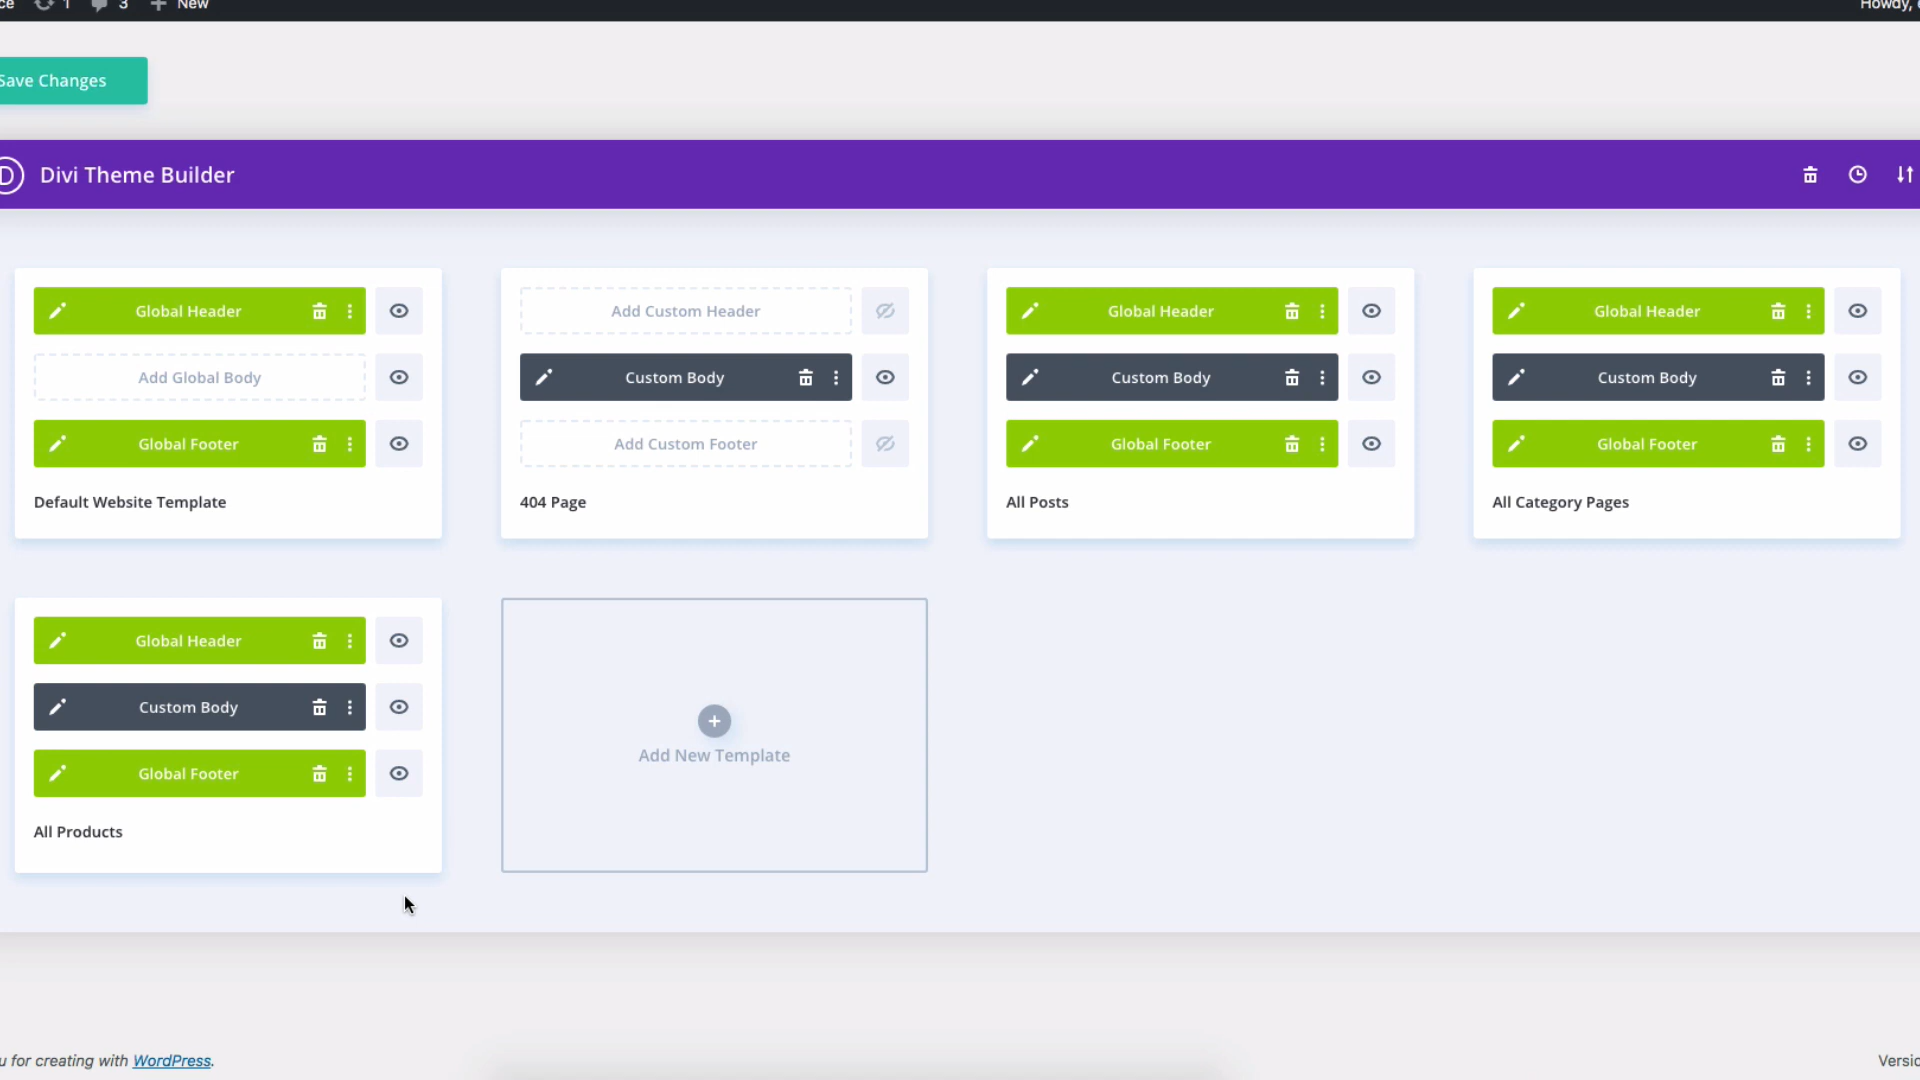 ce 1 3 New Howdy, e
Save Changes
D Divi Theme Builder
Global Header Add Custom Header Global Header Global Header
Add Global Body Custom Body Custom Body Custom Body
Global Footer Add Custom Footer Global Footer Global Footer
Default Website Template 404 Page All Posts All Category Pages
Global Header
Custom Body
Global Footer
All Products
+
Add New Template
u for creating with WordPress. Versio